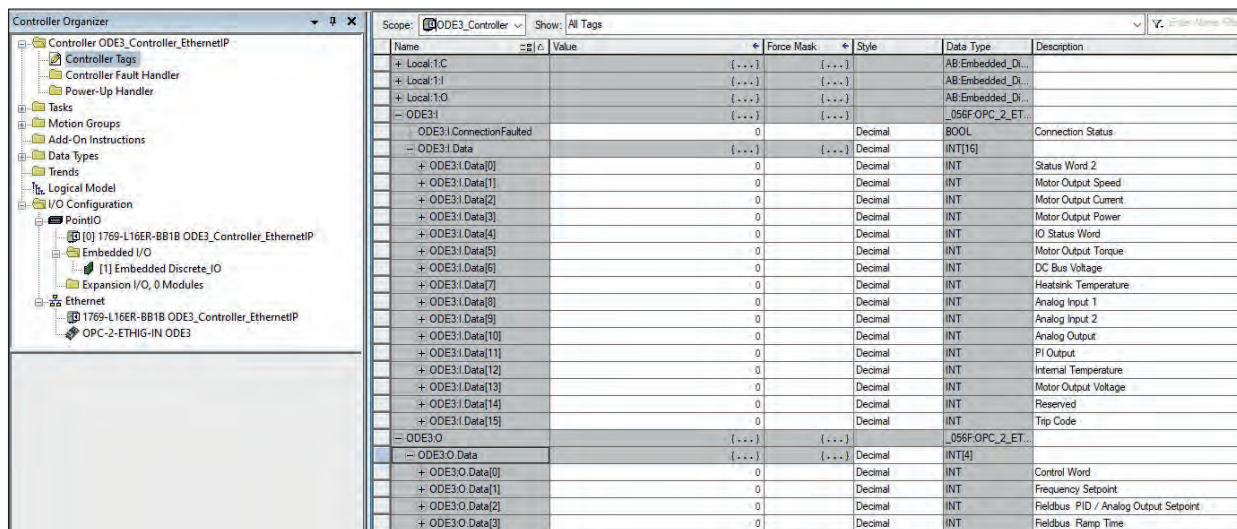 Controller Organizer
Controller ODE3_Controller_EthernetIP
Controller Tags
Controller Fault Handler
Power-Up Handler
Tasks
Motion Groups
Add-On Instructions
Data Types
Trends
Logical Model
I/O Configuration
PointIO
[0] 1769-L16ER-BB1B ODE3_Controller_EthernetIP
Embedded I/O
[1] Embedded Discrete_IO
Expansion I/O, 0 Modules
Ethernet
1769-L16ER-BB1B ODE3_Controller_EthernetIP
OPC-2-ETHIG-IN ODE3
Scope: ODE3_Controller Show: All Tags
Name Value Force Mask Style Data Type Description
+ Local:1:C {...} {...} AB:Embedded_Di...
+ Local:1:I {...} {...} AB:Embedded_Di...
+ Local:1:O {...} {...} AB:Embedded_Di...
- ODE3:I {...} {...} _056F:OPC_2_ET...
ODE3:I.ConnectionFaulted 0 Decimal BOOL Connection Status
- ODE3:I.Data {...} {...} Decimal INT[16]
+ ODE3:I.Data[0] 0 Decimal INT Status Word 2
+ ODE3:I.Data[1] 0 Decimal INT Motor Output Speed
+ ODE3:I.Data[2] 0 Decimal INT Motor Output Current
+ ODE3:I.Data[3] 0 Decimal INT Motor Output Power
+ ODE3:I.Data[4] 0 Decimal INT IO Status Word
+ ODE3:I.Data[5] 0 Decimal INT Motor Output Torque
+ ODE3:I.Data[6] 0 Decimal INT DC Bus Voltage
+ ODE3:I.Data[7] 0 Decimal INT Heatsink Temperature
+ ODE3:I.Data[8] 0 Decimal INT Analog Input 1
+ ODE3:I.Data[9] 0 Decimal INT Analog Input 2
+ ODE3:I.Data[10] 0 Decimal INT Analog Output
+ ODE3:I.Data[11] 0 Decimal INT PI Output
+ ODE3:I.Data[12] 0 Decimal INT Internal Temperature
+ ODE3:I.Data[13] 0 Decimal INT Motor Output Voltage
+ ODE3:I.Data[14] 0 Decimal INT Reserved
+ ODE3:I.Data[15] 0 Decimal INT Trip Code
- ODE3:O {...} {...} _056F:OPC_2_ET...
- ODE3:O.Data {...} {...} Decimal INT[4]
+ ODE3:O.Data[0] 0 Decimal INT Control Word
+ ODE3:O.Data[1] 0 Decimal INT Frequency Setpoint
+ ODE3:O.Data[2] 0 Decimal INT Fieldbus PID / Analog Output Setpoint
+ ODE3:O.Data[3] 0 Decimal INT Fieldbus Ramp Time